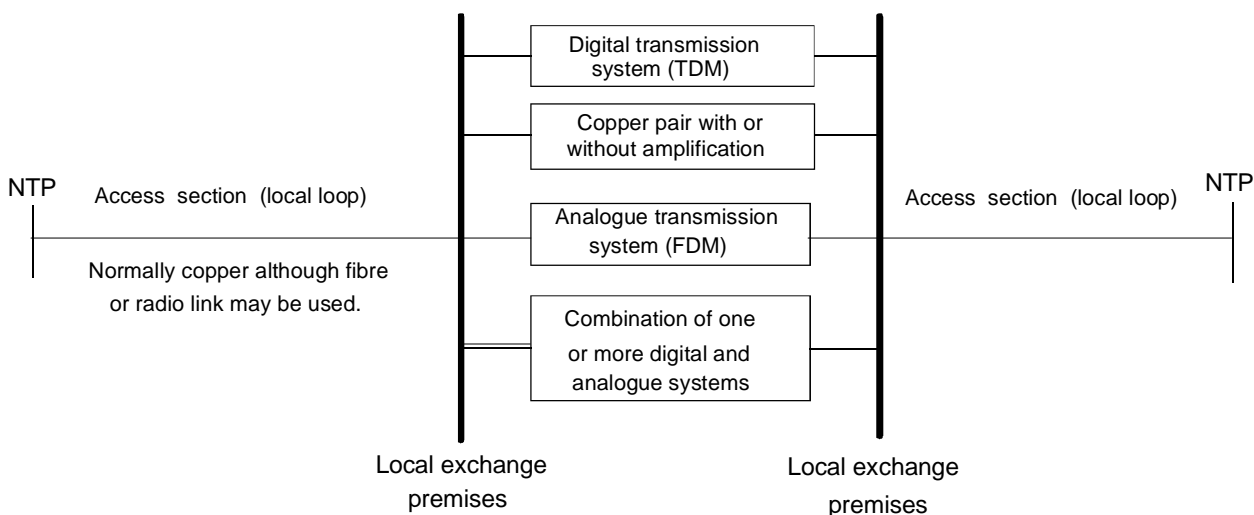 Digital transmission
system (TDM)
Copper pair with or
without amplification
NTP
Access section (local loop)
Analogue transmission
system (FDM)
Access section (local loop)
NTP
Normally copper although fibre
or radio link may be used.
Combination of one
or more digital and
analogue systems
Local exchange
premises
Local exchange
premises